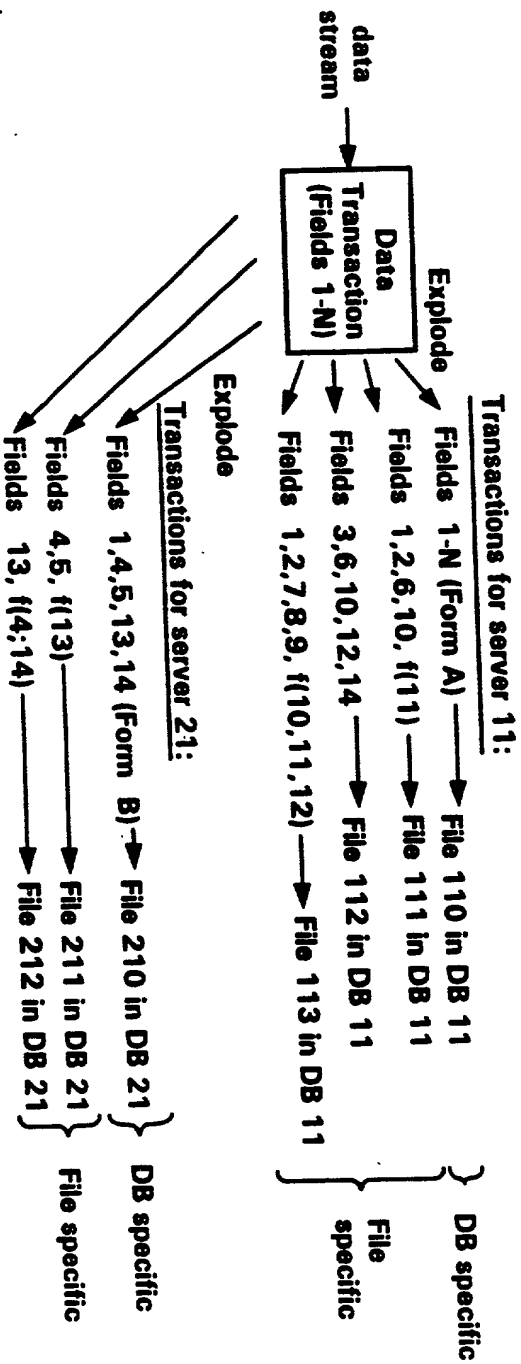 data
stream
Data
Transaction
(Fields 1-N)
Explode
Transactions for server 11:
Fields 1-N (Form A)
File 110 in DB 11
DB specific
Fields 1,2,6,10, f(11)
File 111 in DB 11
Fields 3,6,10,12,14
File 112 in DB 11
Fields 1,2,7,8,9, f(10,11,12)
File 113 in DB 11
File
specific
Explode
Transactions for server 21:
Fields 1,4,5,13,14 (Form B)
File 210 in DB 21
DB specific
Fields 4,5, f(13)
File 211 in DB 21
Fields 13, f(4;14)
File 212 in DB 21
File specific